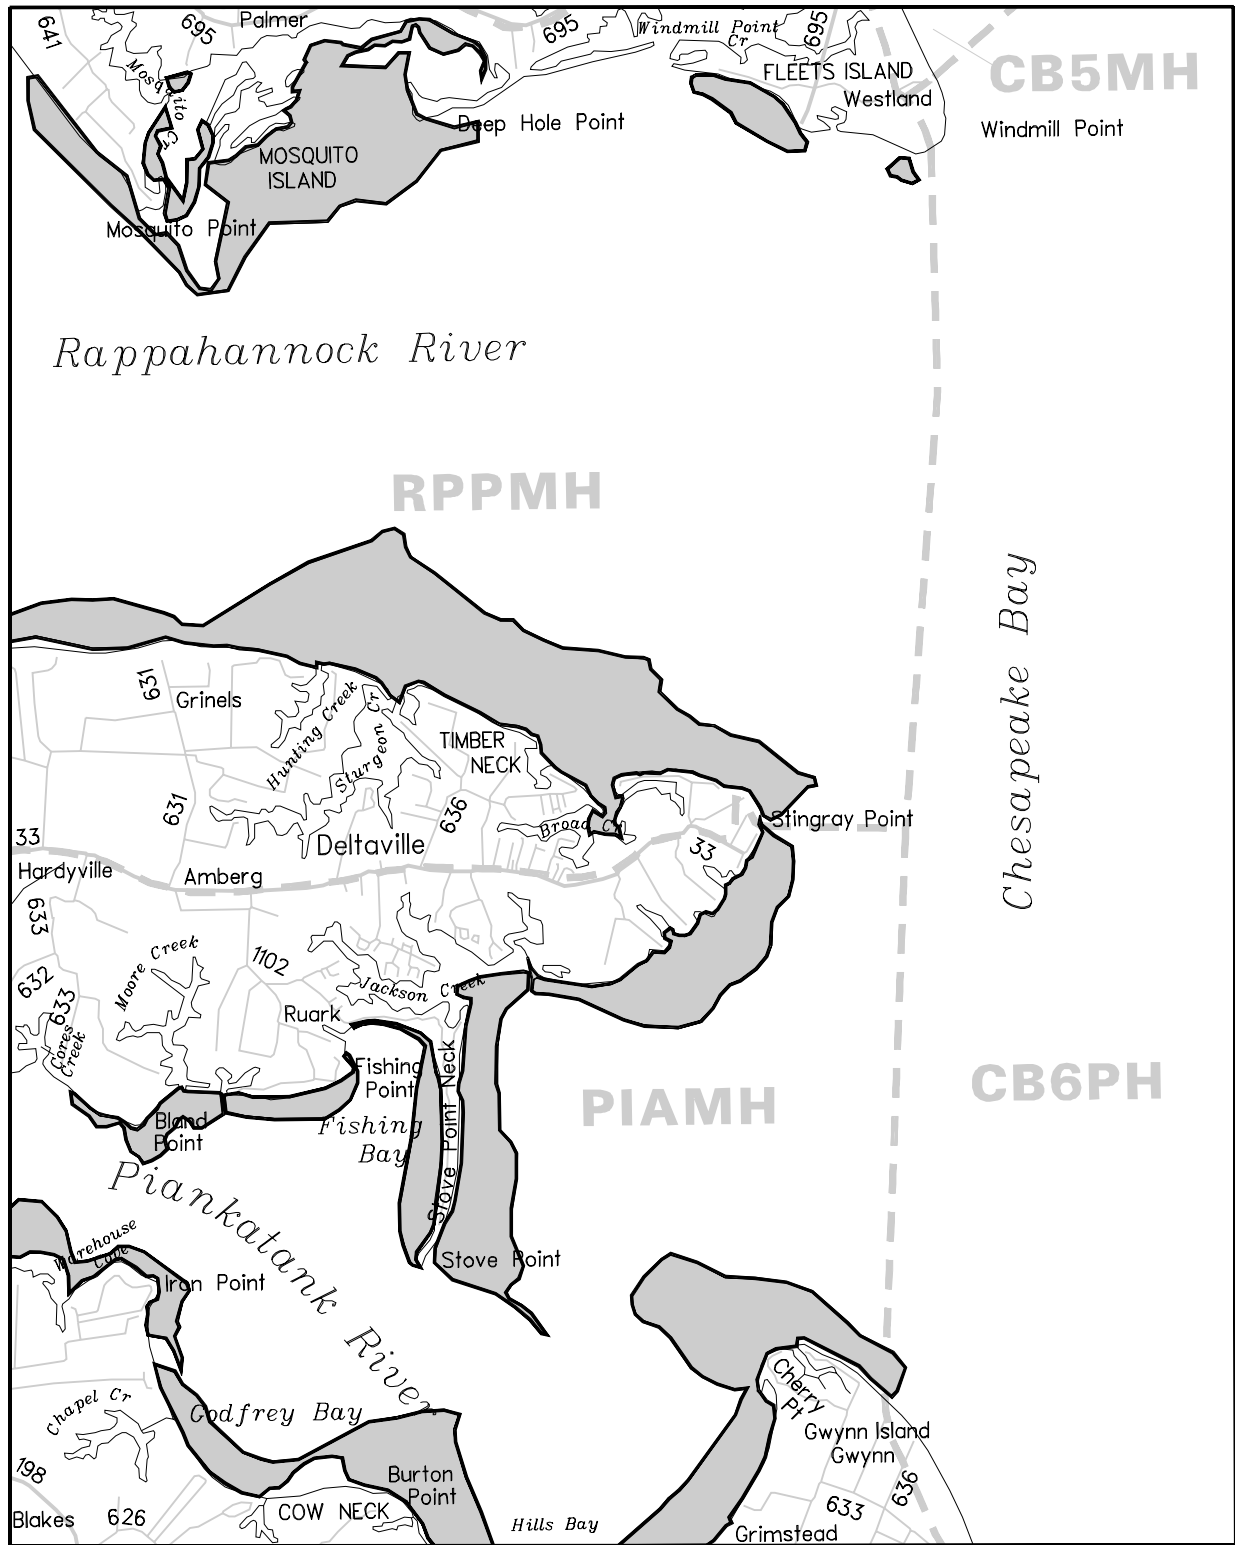 641
695
Palmer
695
Windmill Point
Cr
695
Mosquito
Cr
FLEETS ISLAND
Westland
CB5MH
Deep Hole Point
Windmill Point
MOSQUITO
ISLAND
Mosquito Point
Rappahannock River
RPPMH
Chesapeake Bay
631
Grinels
Hunting Creek
Sturgeon Cr
TIMBER
NECK
631
636
33
Deltaville
Broad Cr
Stingray Point
33
Hardyville
Amberg
633
632
633
Moore Creek
1102
Jackson Creek
Cores
Creek
Ruark
Fishing
Point
Stove Point Neck
Bland
Point
Fishing
Bay
PIAMH
CB6PH
Piankatank River
Warehouse
Cove
Iron Point
Stove Point
Chapel Cr
Godfrey Bay
Cherry
Pt
Gwynn Island
Gwynn
198
Burton
Point
636
Blakes
626
COW NECK
Hills Bay
633
Grimstead